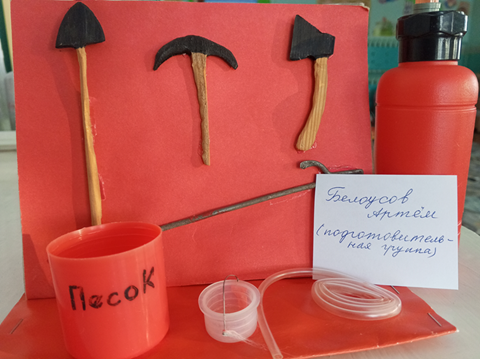 Белоусов
Артём
(подготовитель-
ная группа)
ПесоК